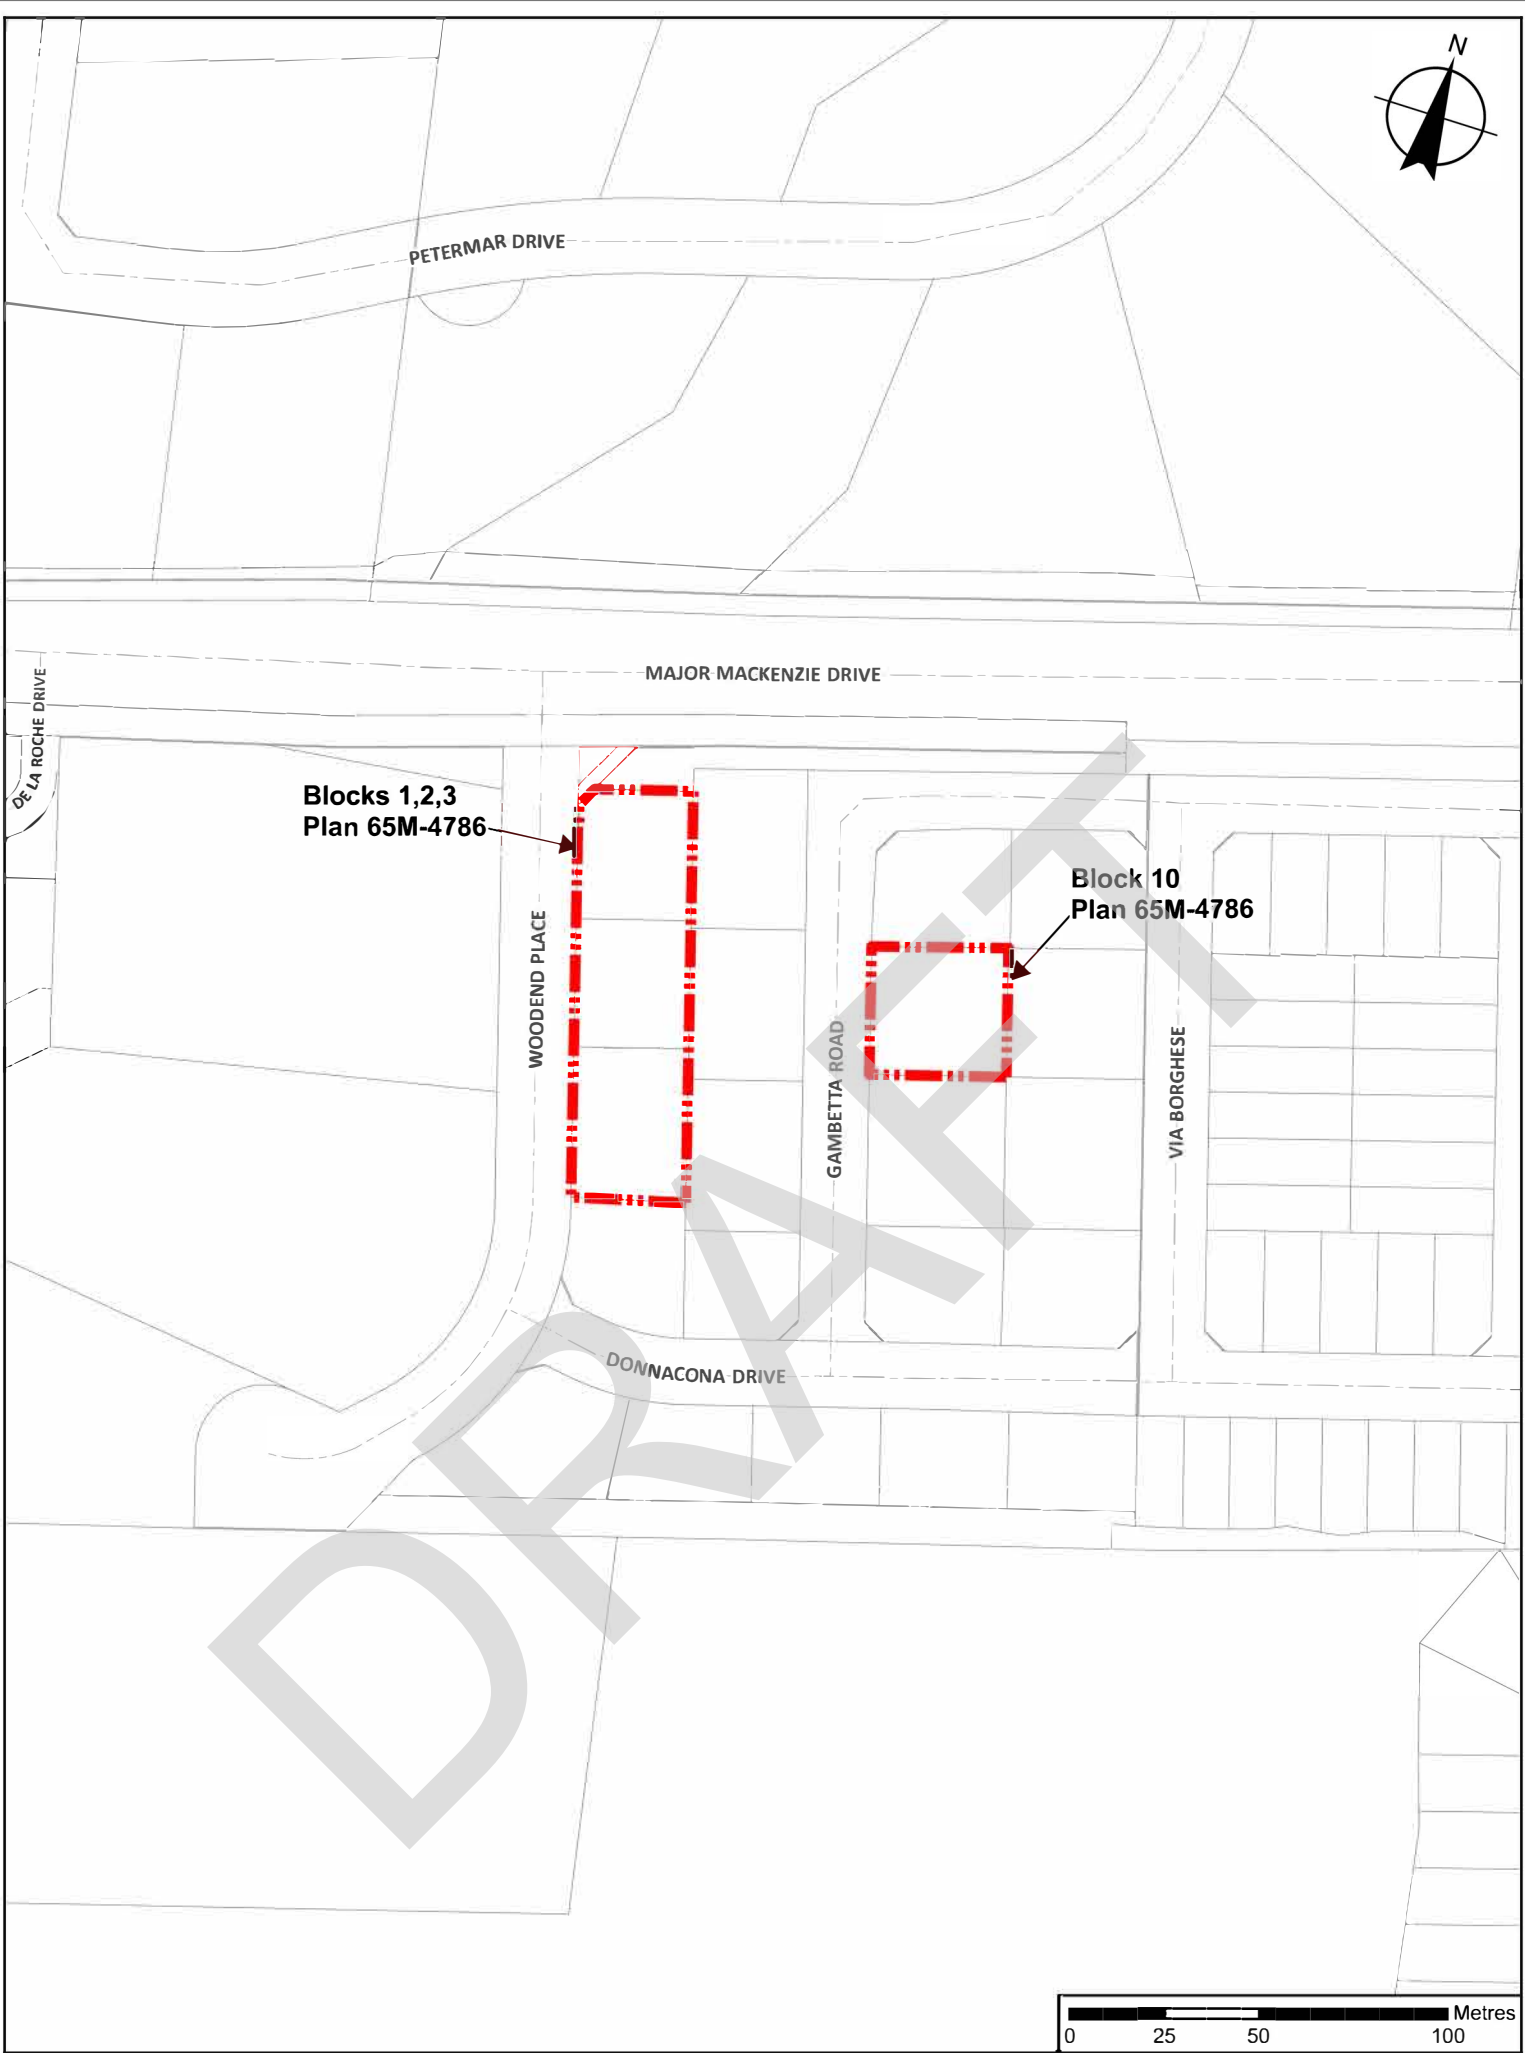 N
PETERMAR DRIVE
MAJOR MACKENZIE DRIVE
DE LA ROCHE DRIVE
Blocks 1,2,3
Plan 65M-4786
Block 10
Plan 65M-4786
WOODEND PLACE
GAMBETTA ROAD
VIA BORGHESE
DONNACONA DRIVE
DRAFT
Metres
0 25 50 100